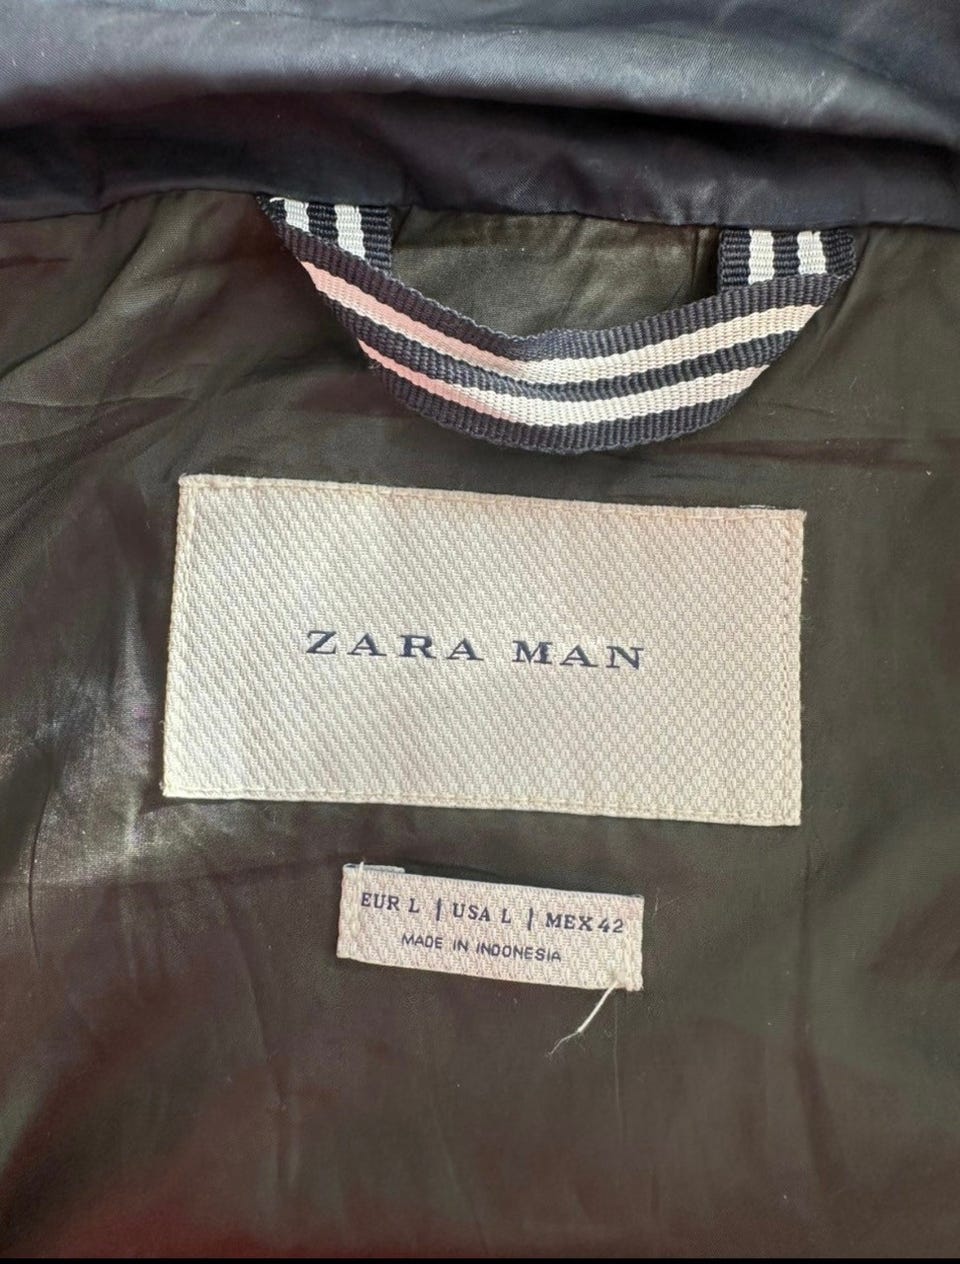 ZARA MAN
EUR L | USA L | MEX 42
MADE IN INDONESIA